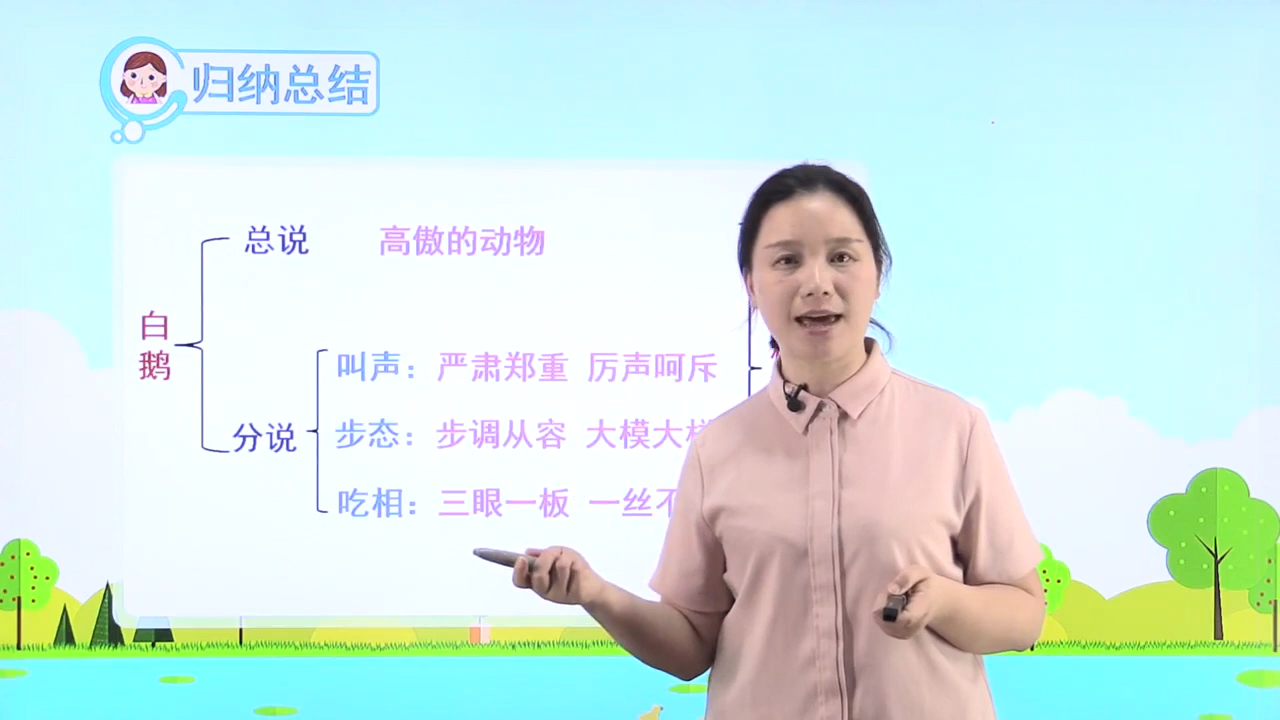 归纳总结
总说 高傲的动物
白鹅
叫声：严肃郑重 厉声呵斥
分说
步态：步调从容 大模大
吃相：三眼一板 一丝不